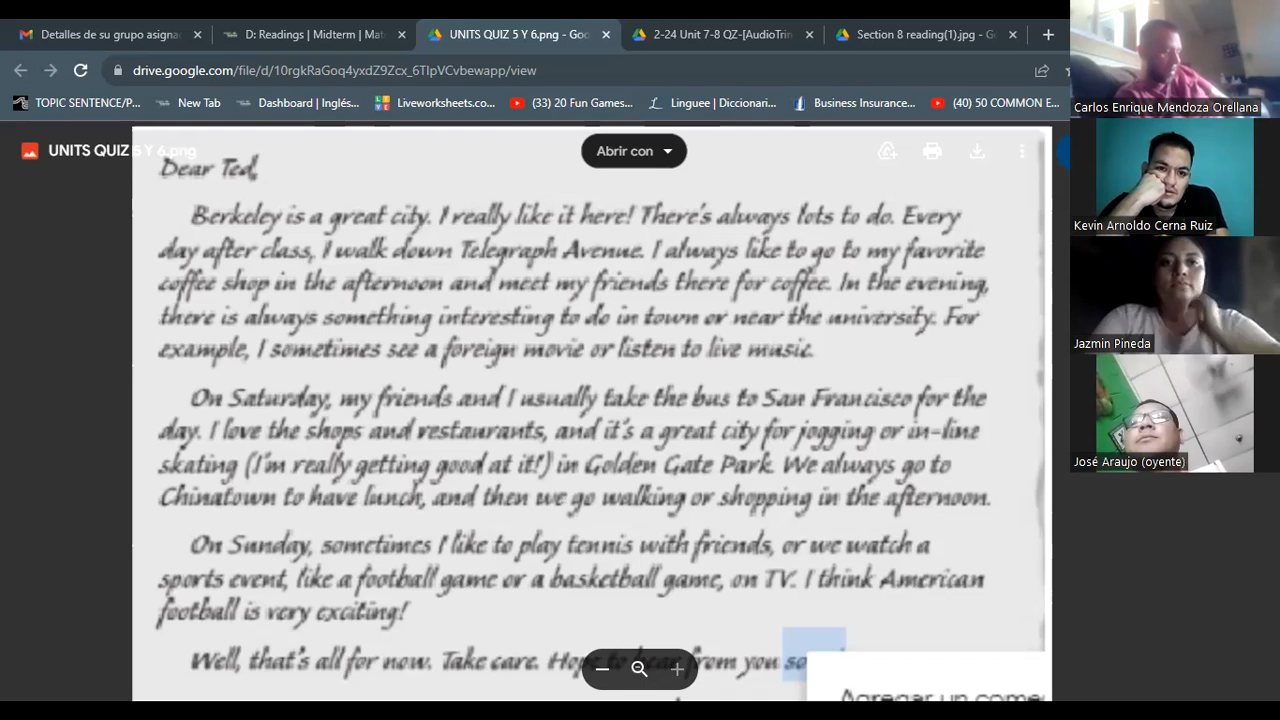 Detalles de su grupo asigna
D: Readings | Midterm | Mat
UNITS QUIZ 5 Y 6.png - Goo
2-24 Unit 7-8 QZ-[AudioTrin
Section 8 reading(1).jpg - G
drive.google.com/file/d/10rgkRaGoq4yxdZ9Zcx_6TlpVCvbewapp/view
TOPIC SENTENCE/P...
New Tab
Dashboard | Inglés...
Liveworksheets.co...
(33) 20 Fun Games...
Linguee | Diccionari...
Business Insurance...
(40) 50 COMMON E...
UNITS QUIZ 5 Y 6.png
Abrir con
Dear Ted,
Berkeley is a great city. I really like it here! There's always lots to do. Every
day after class, I walk down Telegraph Avenue. I always like to go to my favorite
coffee shop in the afternoon and meet my friends there for coffee. In the evening,
there is always something interesting to do in town or near the university. For
example, I sometimes see a foreign movie or listen to live music.
On Saturday, my friends and I usually take the bus to San Francisco for the
day. I love the shops and restaurants, and it's a great city for jogging or in-line
skating (I'm really getting good at it!) in Golden Gate Park. We always go to
Chinatown to have lunch, and then we go walking or shopping in the afternoon.
On Sunday, sometimes I like to play tennis with friends, or we watch a
sports event, like a football game or a basketball game, on TV. I think American
football is very exciting!
Well, that's all for now. Take care. Hope to hear from you so
Agregar un come
Carlos Enrique Mendoza Orellana
Kevin Arnoldo Cerna Ruiz
Jazmin Pineda
José Araujo (oyente)